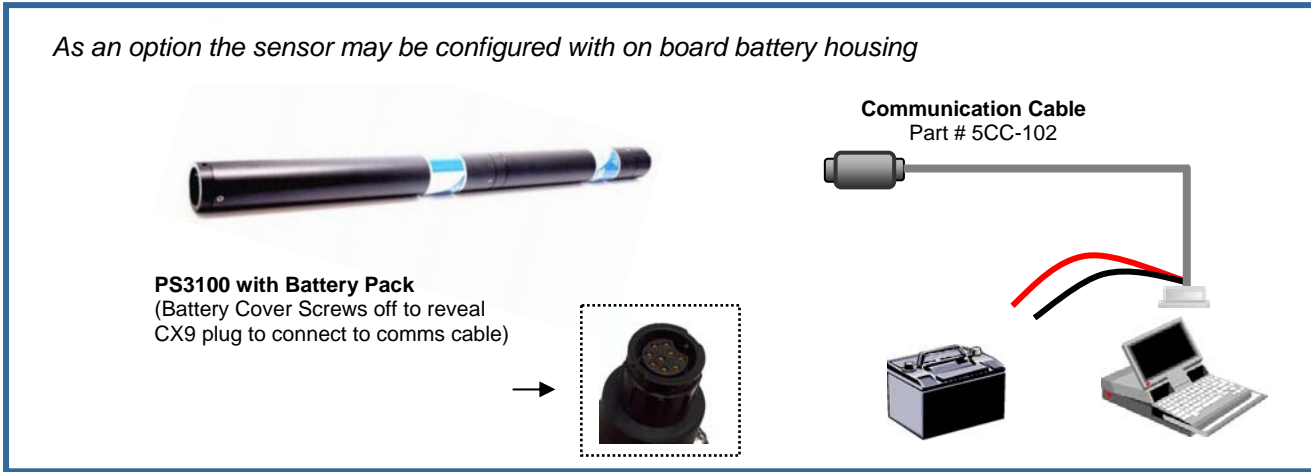 As an option the sensor may be configured with on board battery housing
Communication Cable
Part # 5CC-102
PS3100 with Battery Pack
(Battery Cover Screws off to reveal
CX9 plug to connect to comms cable)